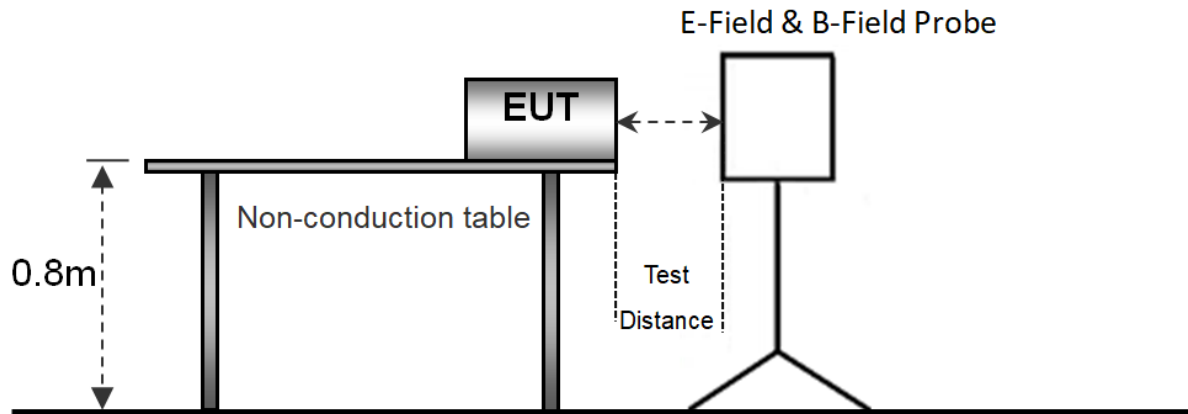 E-Field & B-Field Probe
EUT
Non-conduction table
0.8m
Test
Distance